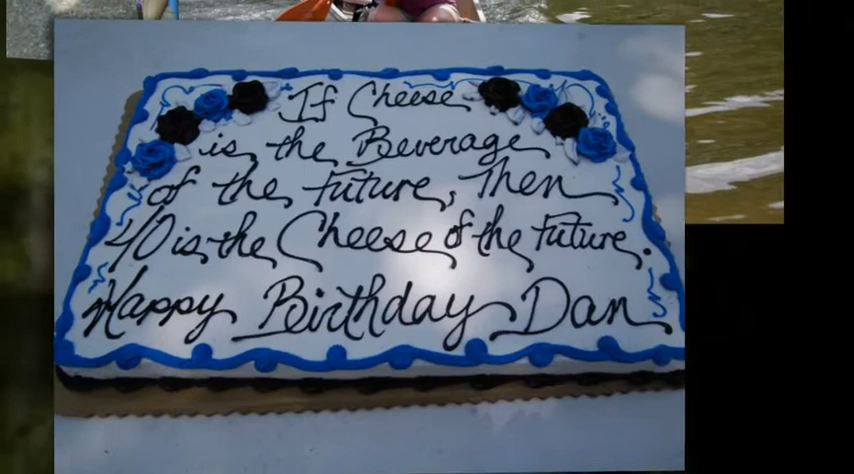 If Cheese
is the Beverage
of the Future, Then
40 is the Cheese of the Future.
Happy Birthday Dan